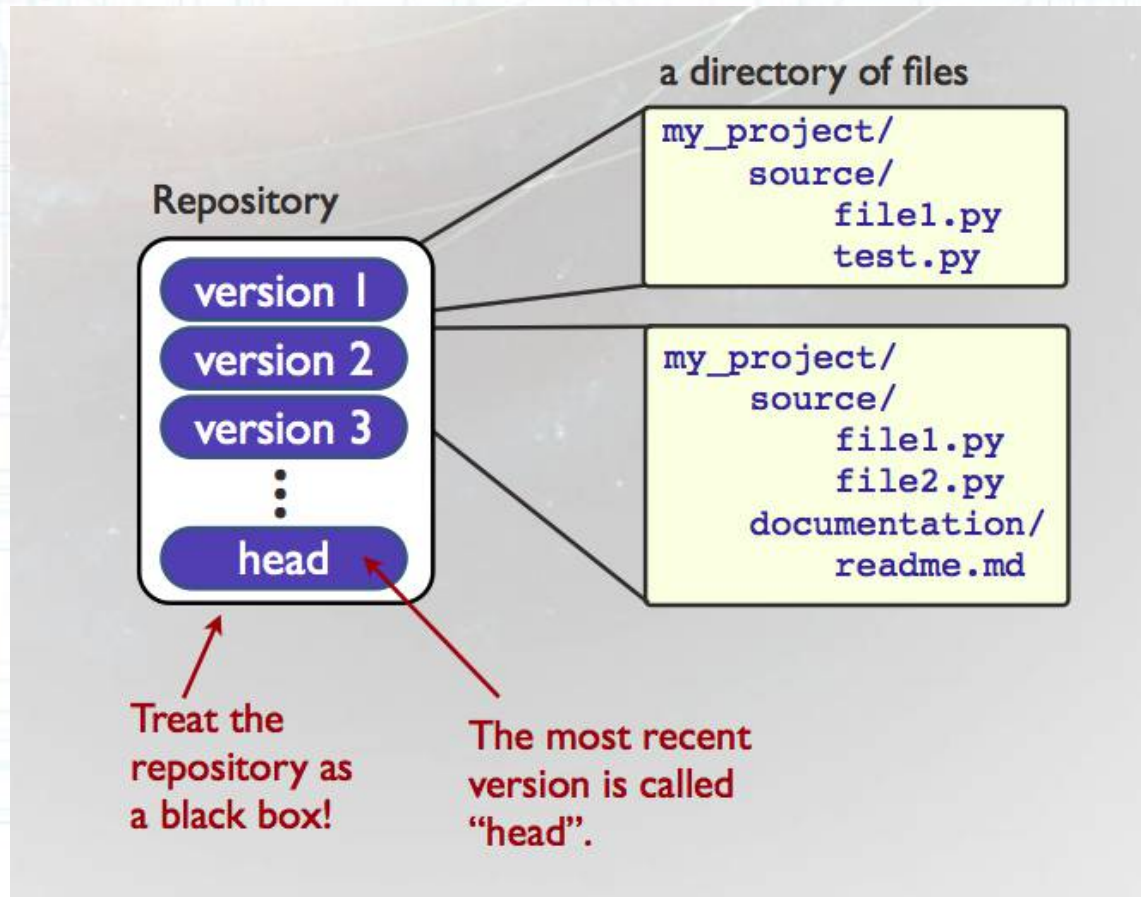 a directory of files
my_project/
source/
file1.py
test.py
Repository
version 1
version 2
version 3
head
my_project/
source/
file1.py
file2.py
documentation/
readme.md
Treat the
repository as
a black box!
The most recent
version is called
“head”.